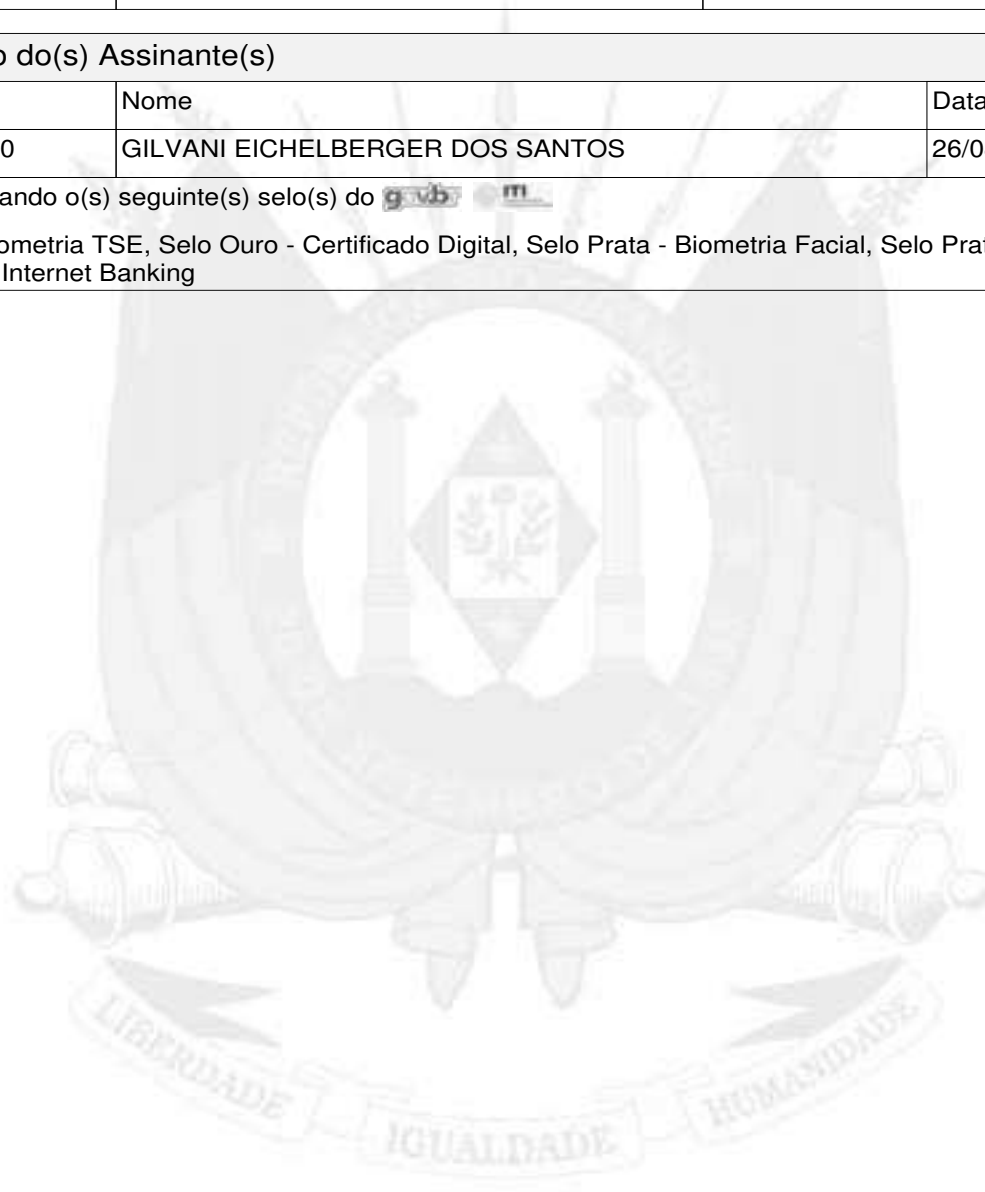 o do(s) Assinante(s)
Nome Data
0 GILVANI EICHELBERGER DOS SANTOS 26/0
ando o(s) seguinte(s) selo(s) do
ometria TSE, Selo Ouro - Certificado Digital, Selo Prata - Biometria Facial, Selo Prat
Internet Banking
LIBERDADE IGUALDADE HUMANIDADE